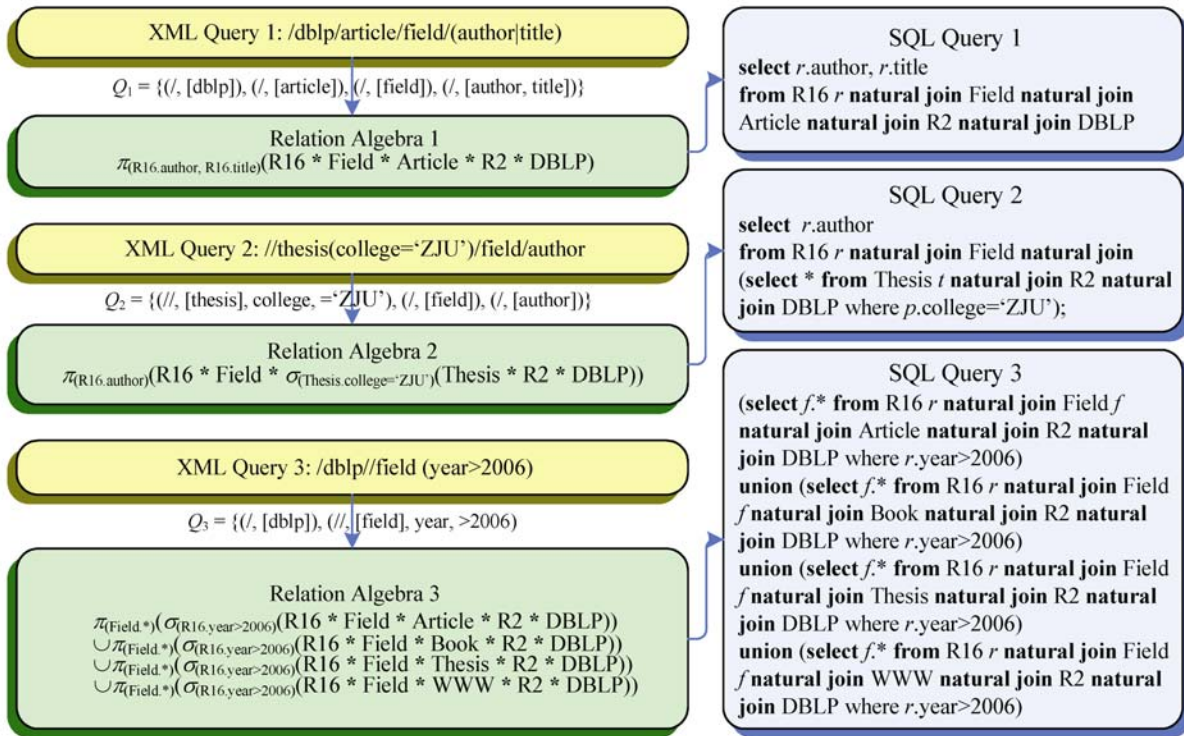 XML Query 1: /dblp/article/field/(author|title)
Q1 = {(/, [dblp]), (/, [article]), (/, [field]), (/, [author, title])}
Relation Algebra 1
π(R16.author, R16.title)(R16 * Field * Article * R2 * DBLP)
XML Query 2: //thesis(college=‘ZJU’)/field/author
Q2 = {(//, [thesis], college, =‘ZJU’), (/, [field]), (/, [author])}
Relation Algebra 2
π(R16.author)(R16 * Field * σ(Thesis.college=‘ZJU’)(Thesis * R2 * DBLP))
XML Query 3: /dblp//field (year>2006)
Q3 = {(/, [dblp]), (//, [field], year, >2006)
Relation Algebra 3
π(Field.*)(σ(R16.year>2006)(R16 * Field * Article * R2 * DBLP))
∪π(Field.*)(σ(R16.year>2006)(R16 * Field * Book * R2 * DBLP))
∪π(Field.*)(σ(R16.year>2006)(R16 * Field * Thesis * R2 * DBLP))
∪π(Field.*)(σ(R16.year>2006)(R16 * Field * WWW * R2 * DBLP))
SQL Query 1
select r.author, r.title
from R16 r natural join Field natural join
Article natural join R2 natural join DBLP
SQL Query 2
select r.author
from R16 r natural join Field natural join
(select * from Thesis t natural join R2 natural
join DBLP where p.college=‘ZJU’);
SQL Query 3
(select f.* from R16 r natural join Field f
natural join Article natural join R2 natural
join DBLP where r.year>2006)
union (select f.* from R16 r natural join Field
f natural join Book natural join R2 natural
join DBLP where r.year>2006)
union (select f.* from R16 r natural join Field
f natural join Thesis natural join R2 natural
join DBLP where r.year>2006)
union (select f.* from R16 r natural join Field
f natural join WWW natural join R2 natural
join DBLP where r.year>2006)